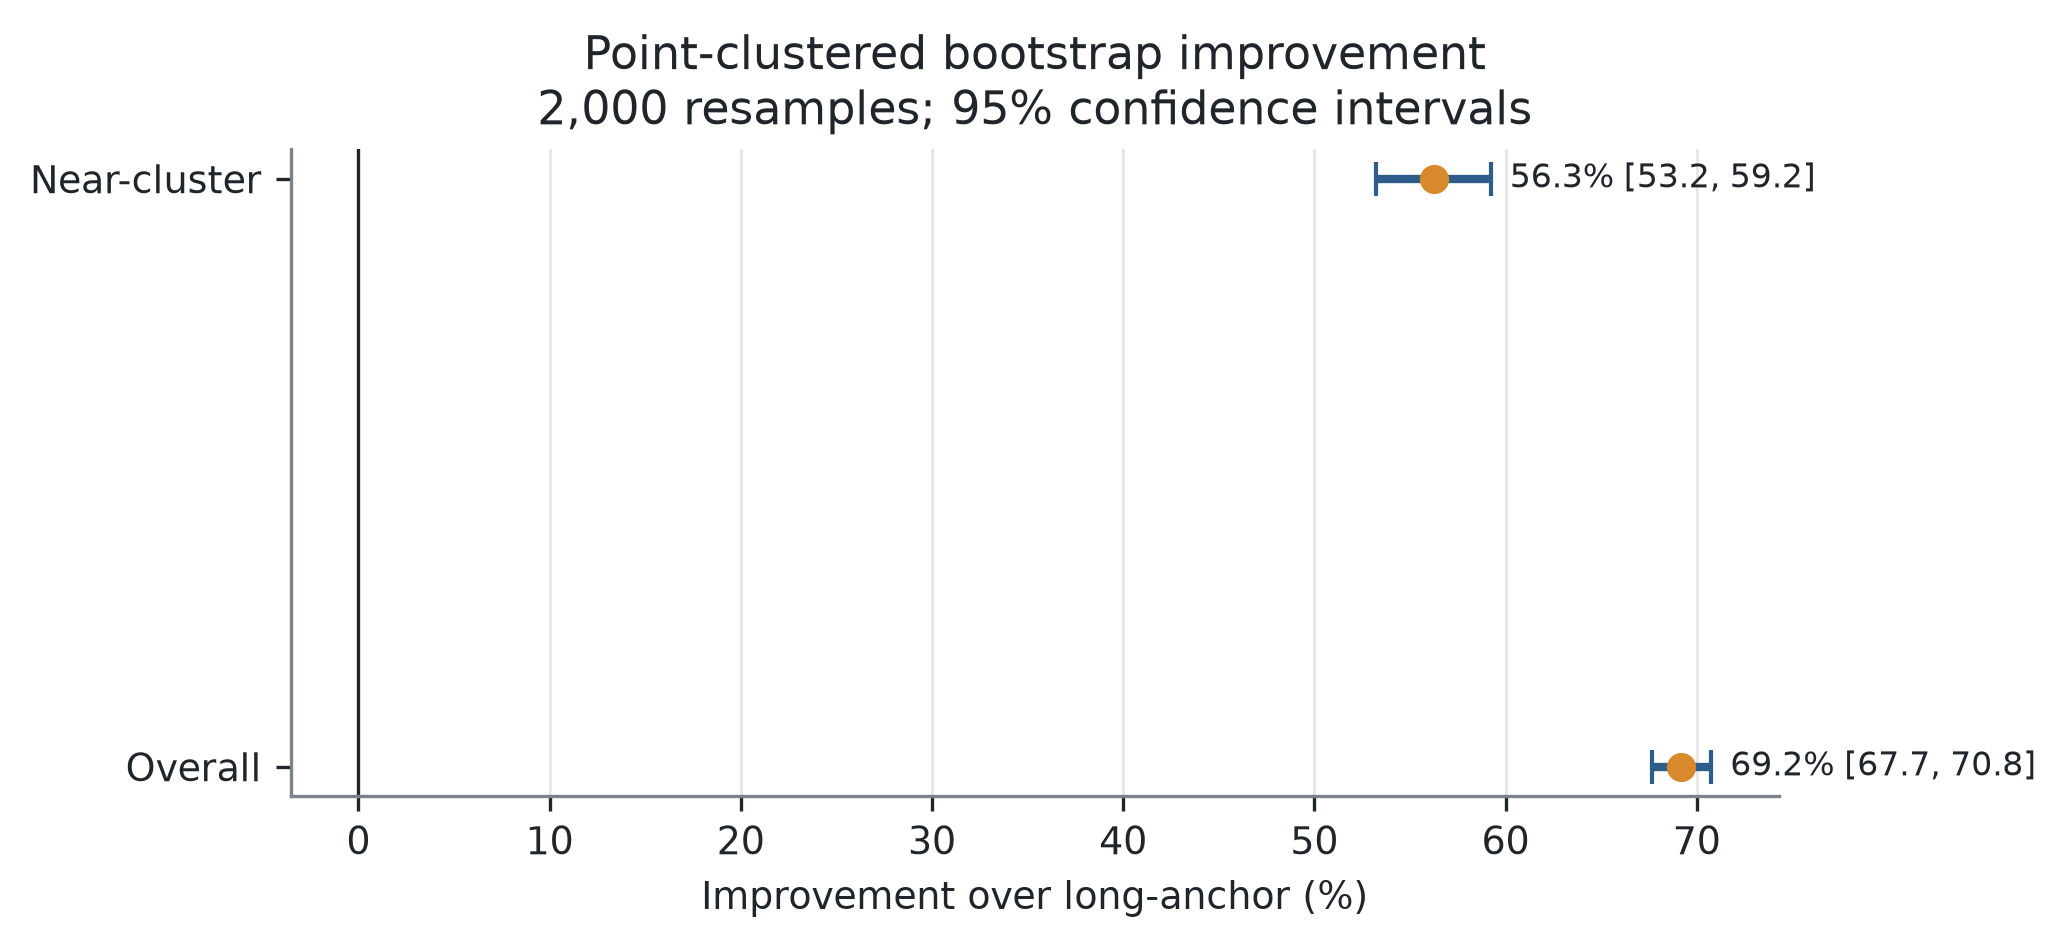 Point-clustered bootstrap improvement
2,000 resamples; 95% confidence intervals
Near-cluster
56.3% [53.2, 59.2]
Overall
69.2% [67.7, 70.8]
0 10 20 30 40 50 60 70
Improvement over long-anchor (%)